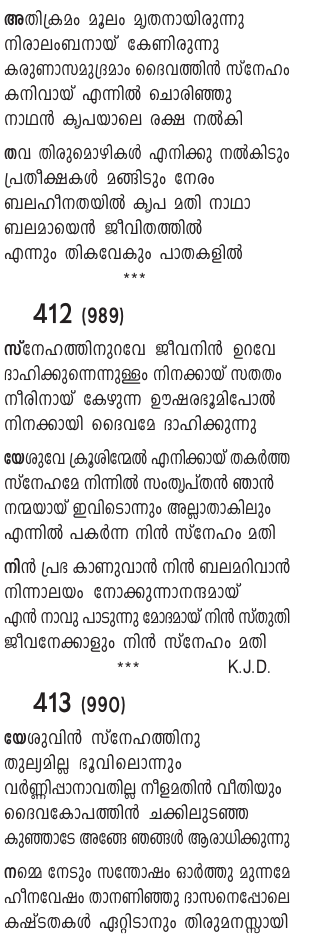 അതിക്രമം മൂലം മൃതനായിരുന്നു
നിരാലംബനായ് കേണിരുന്നു
കരുണാസമുദ്രമാം ദൈവത്തിൻ സ്നേഹം
കനിവായ് എന്നിൽ ചൊരിഞ്ഞു
നാഥൻ കൃപയാലെ രക്ഷ നൽകി
തവ തിരുമൊഴികൾ എനിക്കു നൽകിടും
പ്രതീക്ഷകൾ മങ്ങിടും നേരം
ബലഹീനതയിൽ കൃപ മതി നാഥാ
ബലമായെൻ ജീവിതത്തിൽ
എന്നും തികവേകും പാതകളിൽ
***
412 (989)
സ്നേഹത്തിനുറവേ ജീവനിൻ ഉറവേ
ദാഹിക്കുന്നെന്നുള്ളം നിനക്കായ് സതതം
നീരിനായ് കേഴുന്ന ഊഷരഭൂമിപോൽ
നിനക്കായി ദൈവമേ ദാഹിക്കുന്നു
യേശുവേ ക്രൂശിന്മേൽ എനിക്കായ് തകർത്ത
സ്നേഹമേ നിന്നിൽ സംതൃപ്തൻ ഞാൻ
നന്മയായ് ഇവിടൊന്നും അല്ലാതാകിലും
എന്നിൽ പകർന്ന നിൻ സ്നേഹം മതി
നിൻ പ്രഭ കാണുവാൻ നിൻ ബലമറിവാൻ
നിന്നാലയം നോക്കുന്നാനന്ദമായ്
എൻ നാവു പാടുന്നു മോദമായ് നിൻ സ്തുതി
ജീവനേക്കാളും നിൻ സ്നേഹം മതി
*** K.J.D.
413 (990)
യേശുവിൻ സ്നേഹത്തിനു
തുല്യമില്ല ഭൂവിലൊന്നും
വർണ്ണിപ്പാനാവതില്ല നീളമതിൻ വീതിയും
ദൈവകോപത്തിൻ ചക്കിലുടഞ്ഞ
കുഞ്ഞാടേ അങ്ങേ ഞങ്ങൾ ആരാധിക്കുന്നു
നമ്മെ നേടും സന്തോഷം ഓർത്തു മുന്നമേ
ഹീനവേഷം താനണിഞ്ഞു ദാസനെപ്പോലെ
കഷ്ടതകൾ ഏറ്റിടാനും തിരുമനസ്സായി